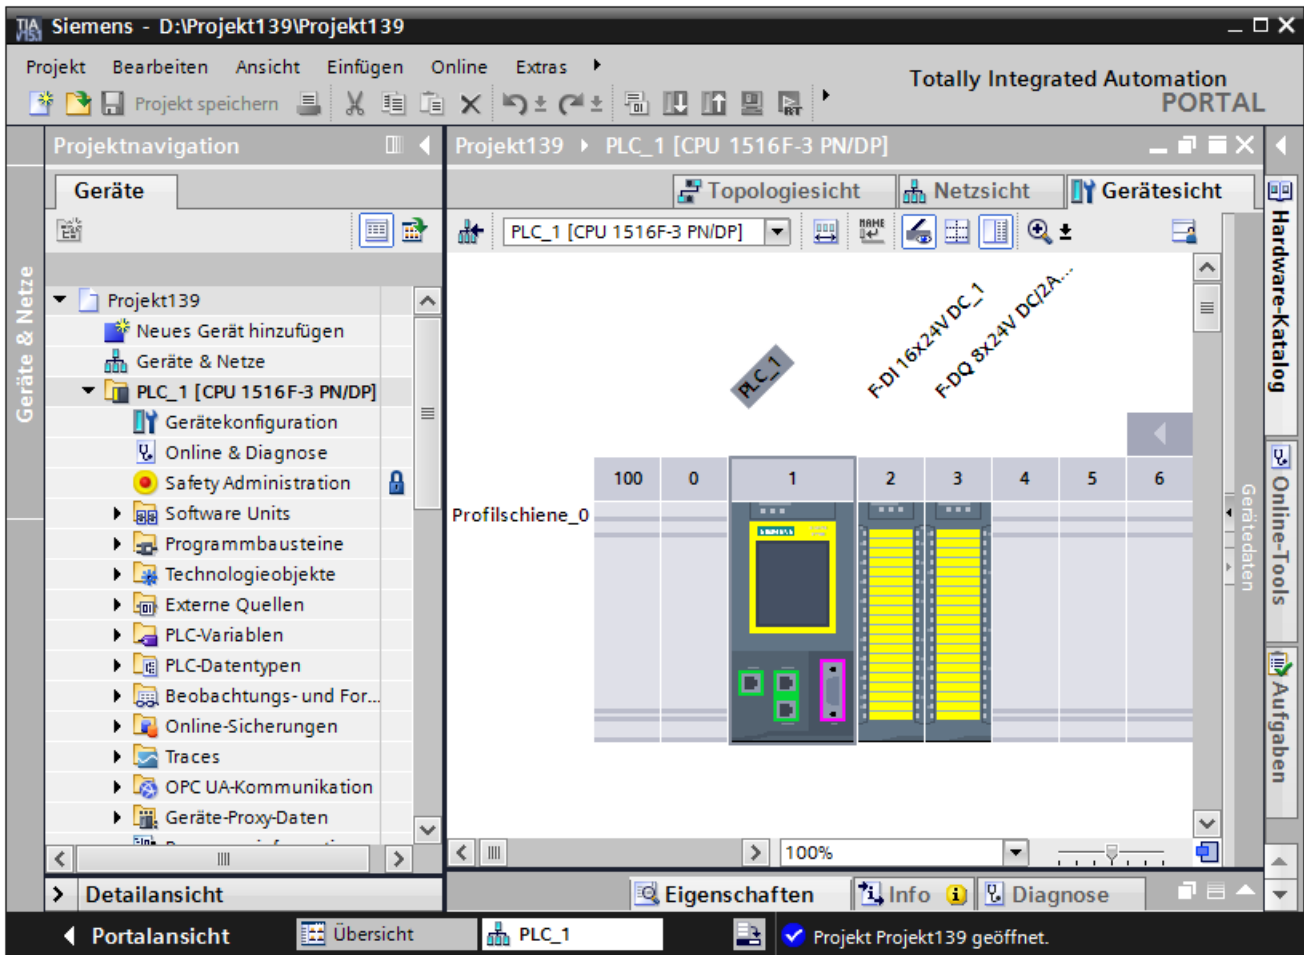 Siemens - D:\Projekt139\Projekt139
Projekt Bearbeiten Ansicht Einfügen Online Extras
Totally Integrated Automation
PORTAL
Projekt speichern
Projektnavigation
Projekt139 PLC_1 [CPU 1516F-3 PN/DP]
Geräte
Topologiesicht Netzsicht Gerätesicht
PLC_1 [CPU 1516F-3 PN/DP]
100%
Geräte & Netze
Projekt139
Neues Gerät hinzufügen
Geräte & Netze
PLC_1 [CPU 1516F-3 PN/DP]
Gerätekonfiguration
Online & Diagnose
Safety Administration
Software Units
Programmbausteine
Technologieobjekte
Externe Quellen
PLC-Variablen
PLC-Datentypen
Beobachtungs- und For...
Online-Sicherungen
Traces
OPC UA-Kommunikation
Geräte-Proxy-Daten
Detailansicht
PLC_1
F-DI 16x24V DC_1
F-DQ 8x24V DC/2A...
100 0 1 2 3 4 5 6
Profilschiene_0
SIEMENS
Gerätedaten
Hardware-Katalog
Online-Tools
Aufgaben
Eigenschaften Info Diagnose
Portalansicht Übersicht PLC_1 Projekt Projekt139 geöffnet.